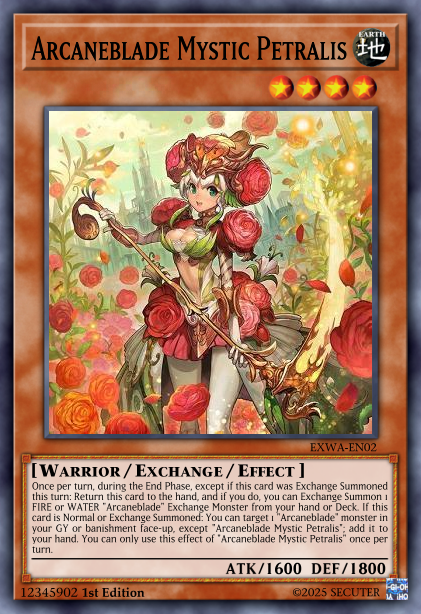 ARCANEBLADE MYSTIC PETRALIS
EARTH
地
EXWA-EN02
[WARRIOR/EXCHANGE/EFFECT]
Once per turn, during the End Phase, except if this card was Exchange Summoned
this turn: Return this card to the hand, and if you do, you can Exchange Summon 1
FIRE or WATER "Arcaneblade" Exchange Monster from your hand or Deck. If this
card is Normal or Exchange Summoned: You can target 1 "Arcaneblade" monster in
your GY or banishment face-up, except "Arcaneblade Mystic Petralis"; add it to
your hand. You can only use this effect of "Arcaneblade Mystic Petralis" once per
turn.
ATK/1600 DEF/1800
12345902 1st Edition
©2025 SECUTER